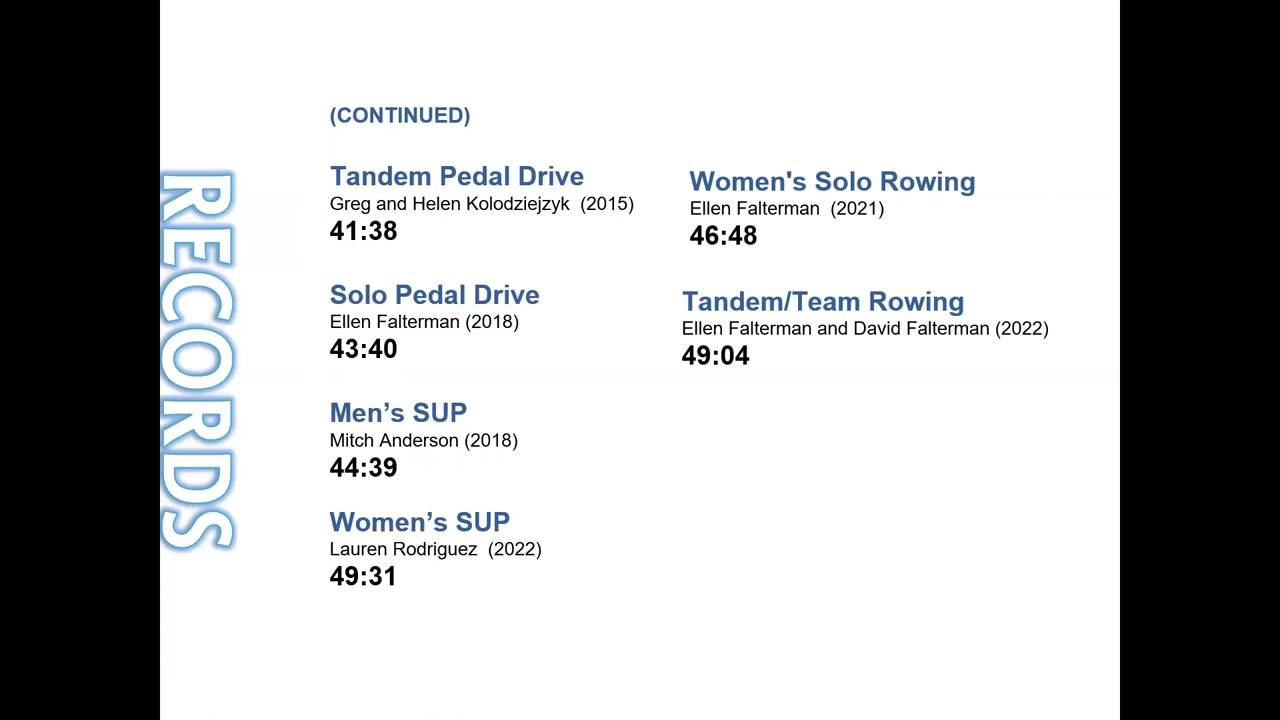 RECORDS
(CONTINUED)
Tandem Pedal Drive
Greg and Helen Kolodziejzyk (2015)
41:38
Solo Pedal Drive
Ellen Falterman (2018)
43:40
Men’s SUP
Mitch Anderson (2018)
44:39
Women’s SUP
Lauren Rodriguez (2022)
49:31
Women's Solo Rowing
Ellen Falterman (2021)
46:48
Tandem/Team Rowing
Ellen Falterman and David Falterman (2022)
49:04